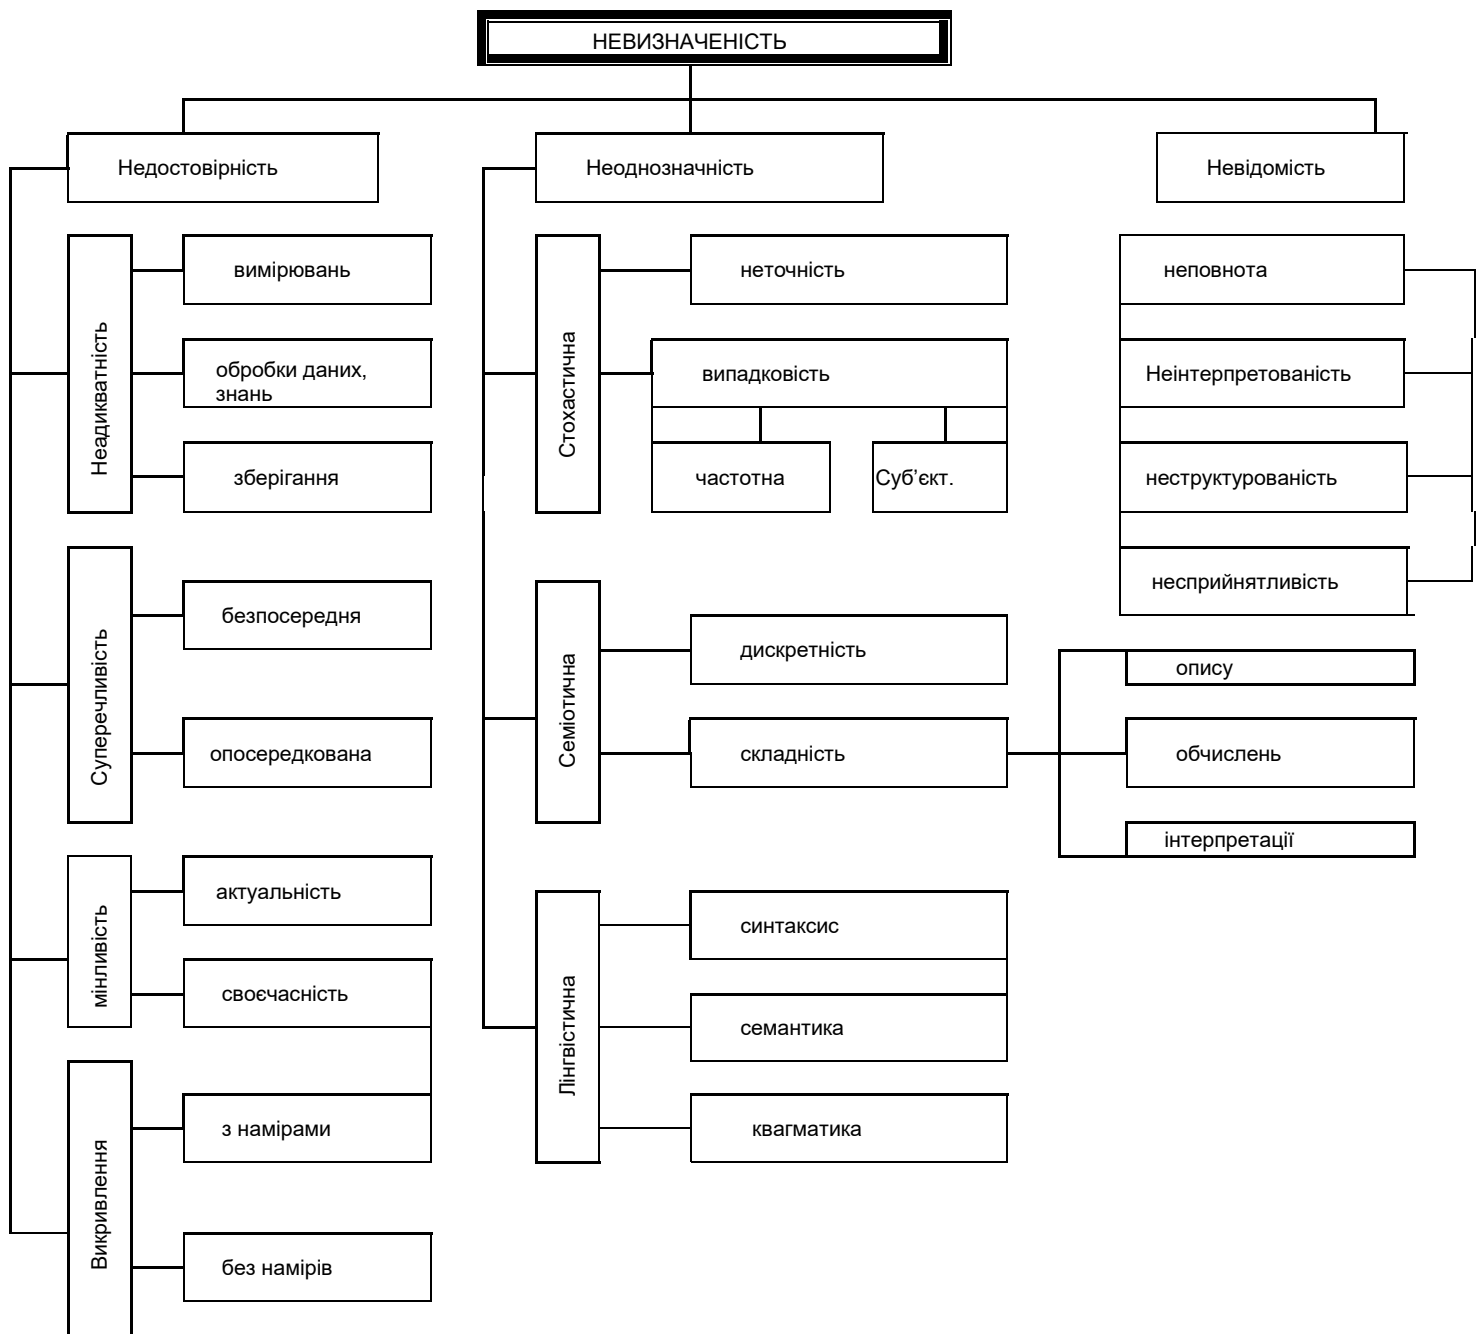 НЕВИЗНАЧЕНІСТЬ
Недостовірність
Неоднозначність
Невідомість
Неадикватність
вимірювань
обробки даних,
знань
зберігання
Суперечливість
безпосередня
опосередкована
мінливість
актуальність
своєчасність
Викривлення
з намірами
без намірів
Стохастична
неточність
випадковість
частотна
Суб’єкт.
Семіотична
дискретність
складність
опису
обчислень
інтерпретації
Лінгвістична
синтаксис
семантика
квагматика
неповнота
Неінтерпретованість
неструктурованість
несприйнятливість